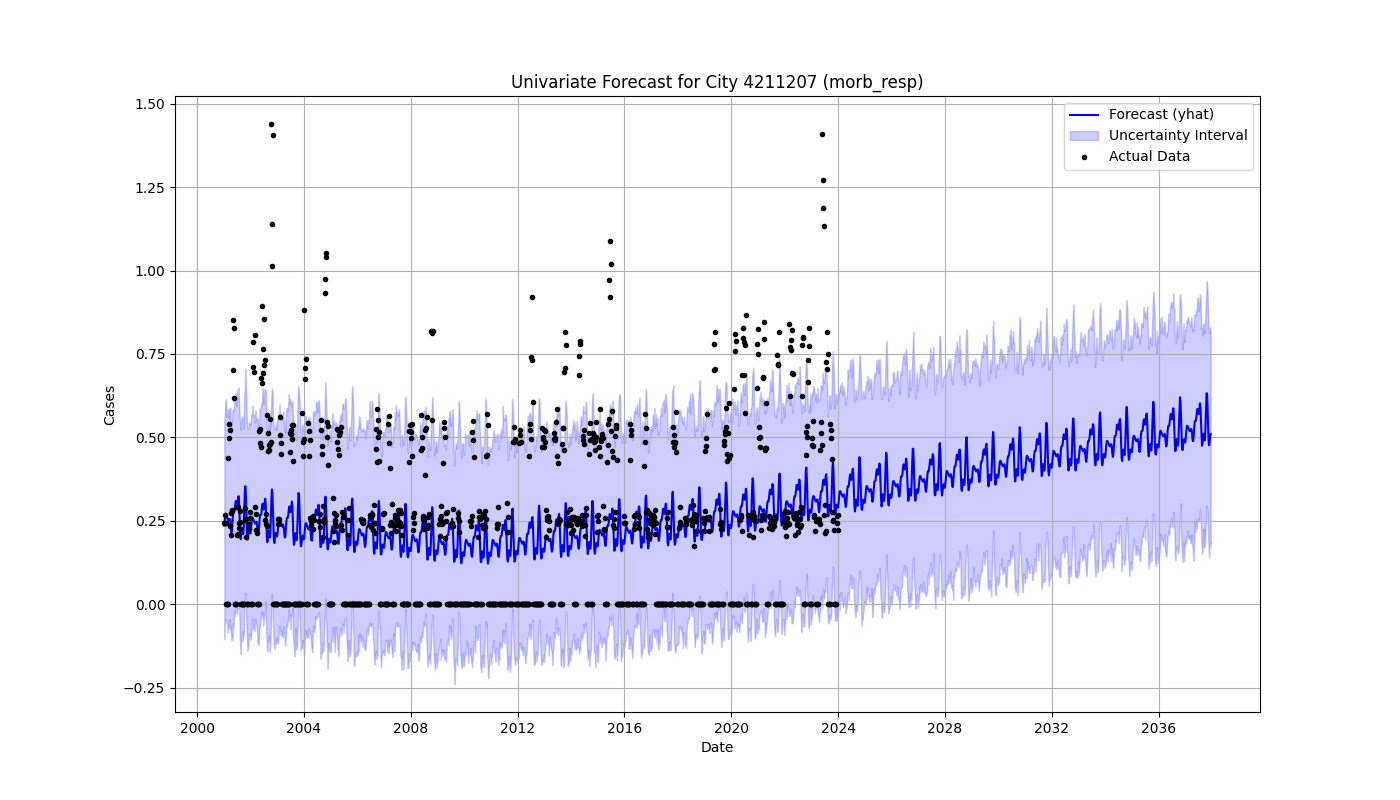 Univariate Forecast for City 4211207 (morb_resp)
Forecast (yhat)
Uncertainty Interval
Actual Data
Cases
1.50
1.25
1.00
0.75
0.50
0.25
0.00
−0.25
2000 2004 2008 2012 2016 2020 2024 2028 2032 2036
Date